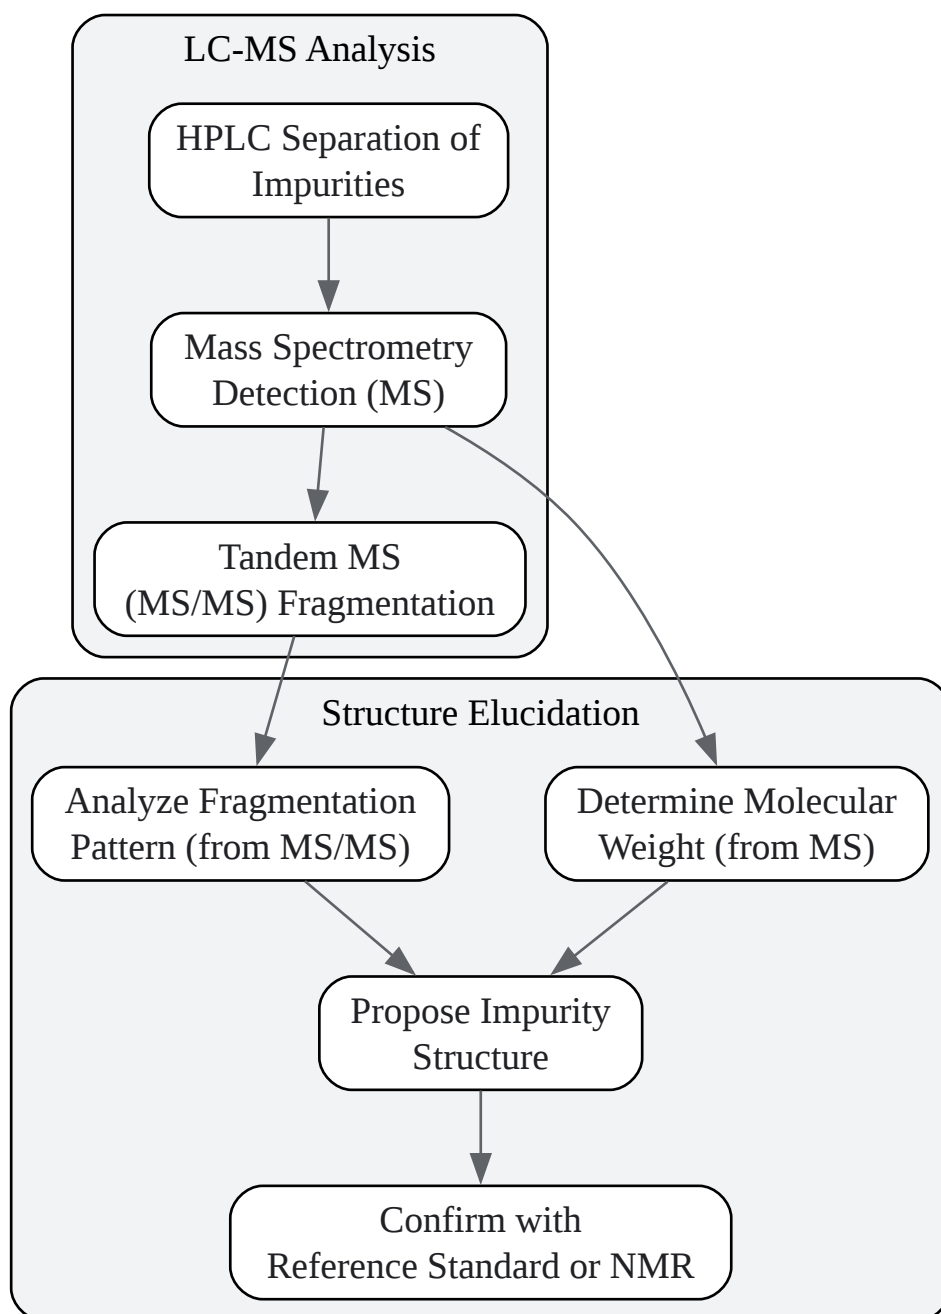 LC-MS Analysis
HPLC Separation of
Impurities
Mass Spectrometry
Detection (MS)
Tandem MS
(MS/MS) Fragmentation
Structure Elucidation
Analyze Fragmentation
Pattern (from MS/MS)
Determine Molecular
Weight (from MS)
Propose Impurity
Structure
Confirm with
Reference Standard or NMR